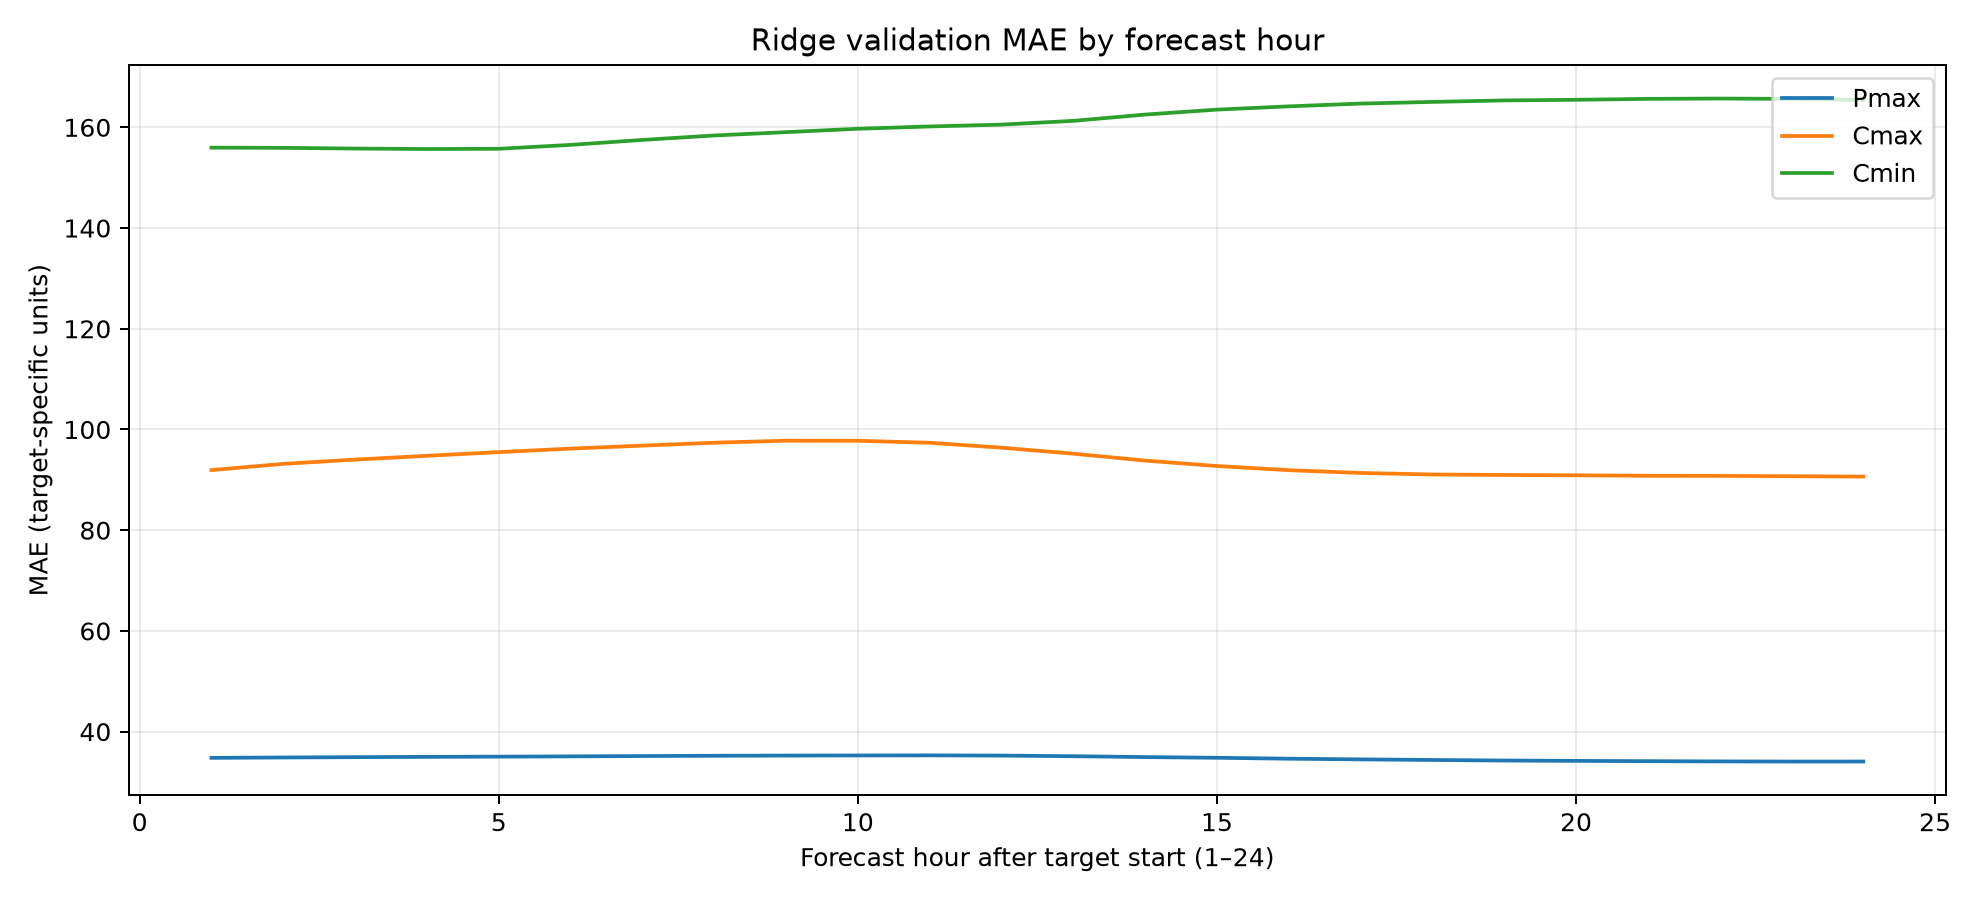 Ridge validation MAE by forecast hour
MAE (target-specific units)
160
140
120
100
80
60
40
Pmax
Cmax
Cmin
0 5 10 15 20 25
Forecast hour after target start (1–24)